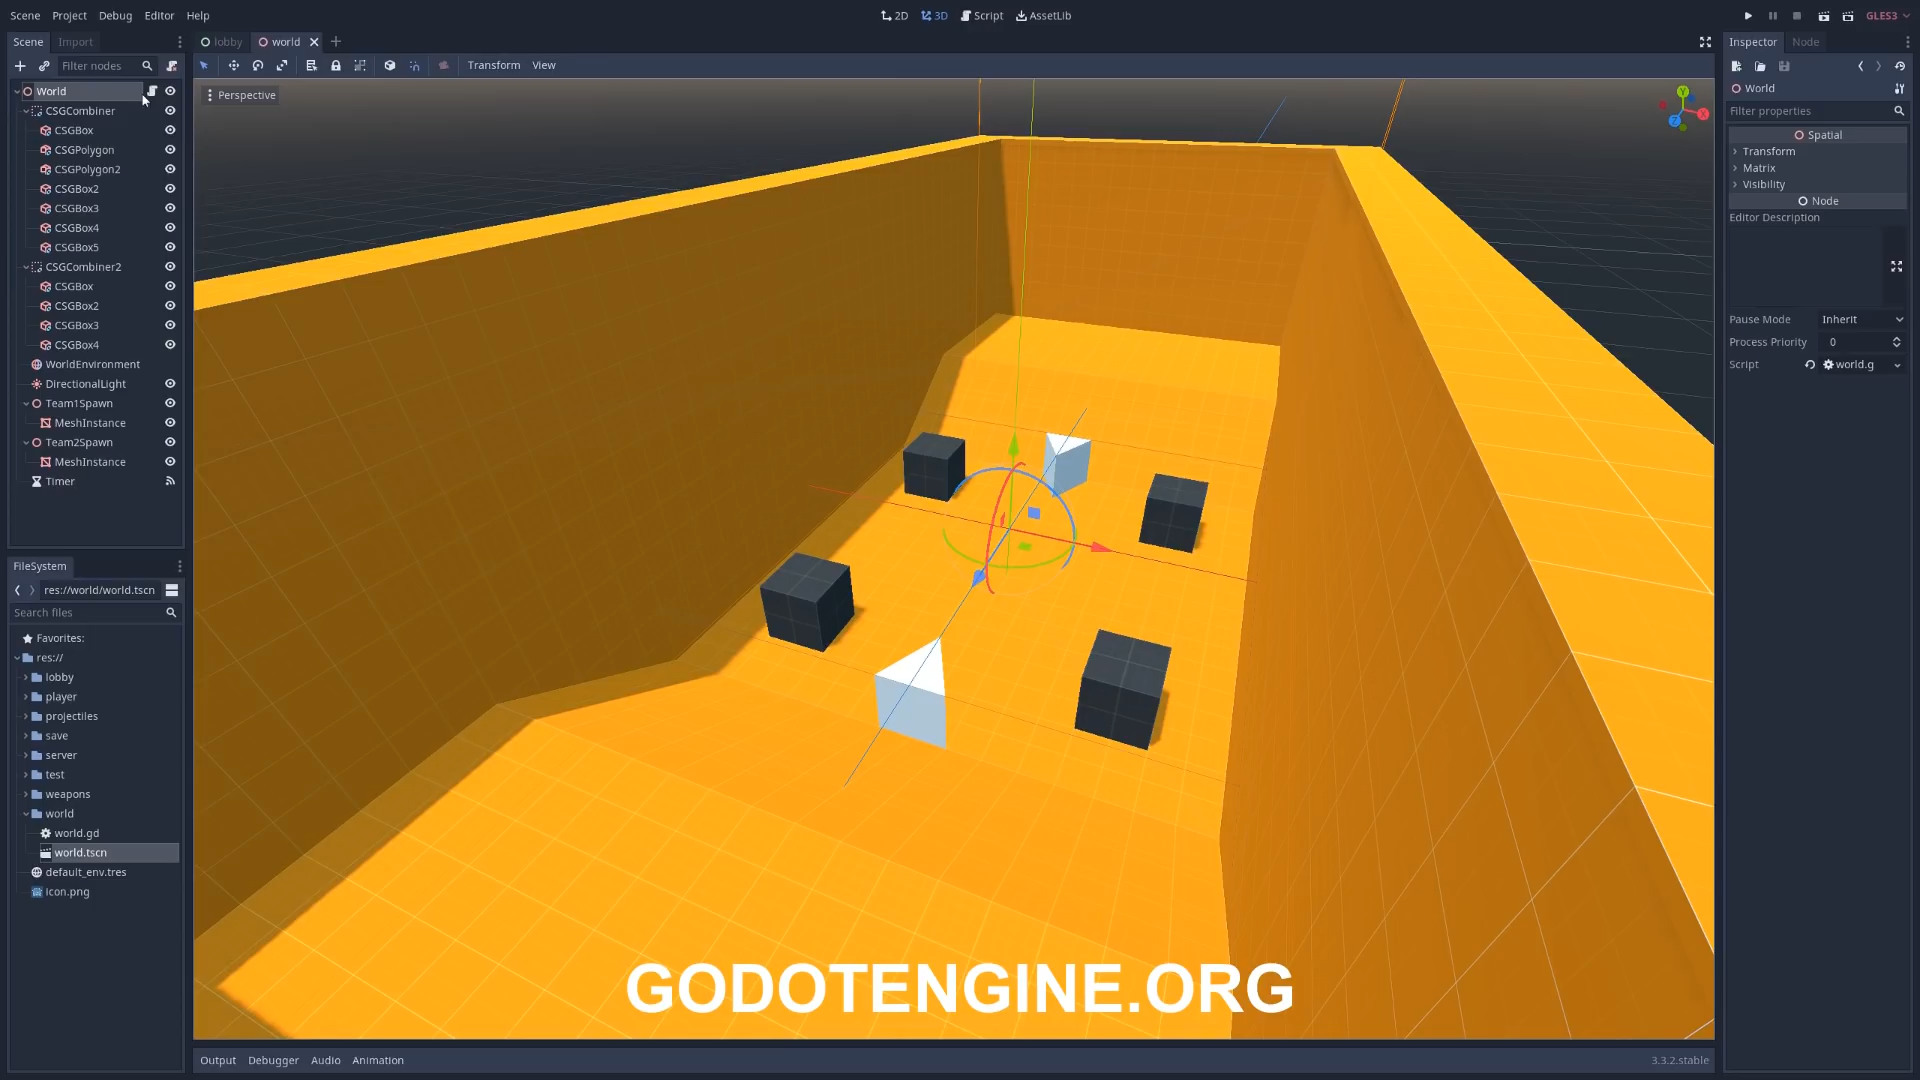 Scene Project Debug Editor Help
2D 3D Script AssetLib
GLES3
Scene Import
lobby world
Inspector Node
Filter nodes
Transform View
World
CSGCombiner
CSGBox
CSGPolygon
CSGPolygon2
CSGBox2
CSGBox3
CSGBox4
CSGBox5
CSGCombiner2
CSGBox
CSGBox2
CSGBox3
CSGBox4
WorldEnvironment
DirectionalLight
Team1Spawn
MeshInstance
Team2Spawn
MeshInstance
Timer
FileSystem
res://world/world.tscn
Search files
Favorites:
res://
lobby
player
projectiles
save
server
test
weapons
world
world.gd
world.tscn
default_env.tres
icon.png
Perspective
Y
X
Z
GODOTENGINE.ORG
Output Debugger Audio Animation
3.3.2.stable
World
Filter properties
Spatial
Transform
Matrix
Visibility
Node
Editor Description
Pause Mode Inherit
Process Priority 0
Script world.g